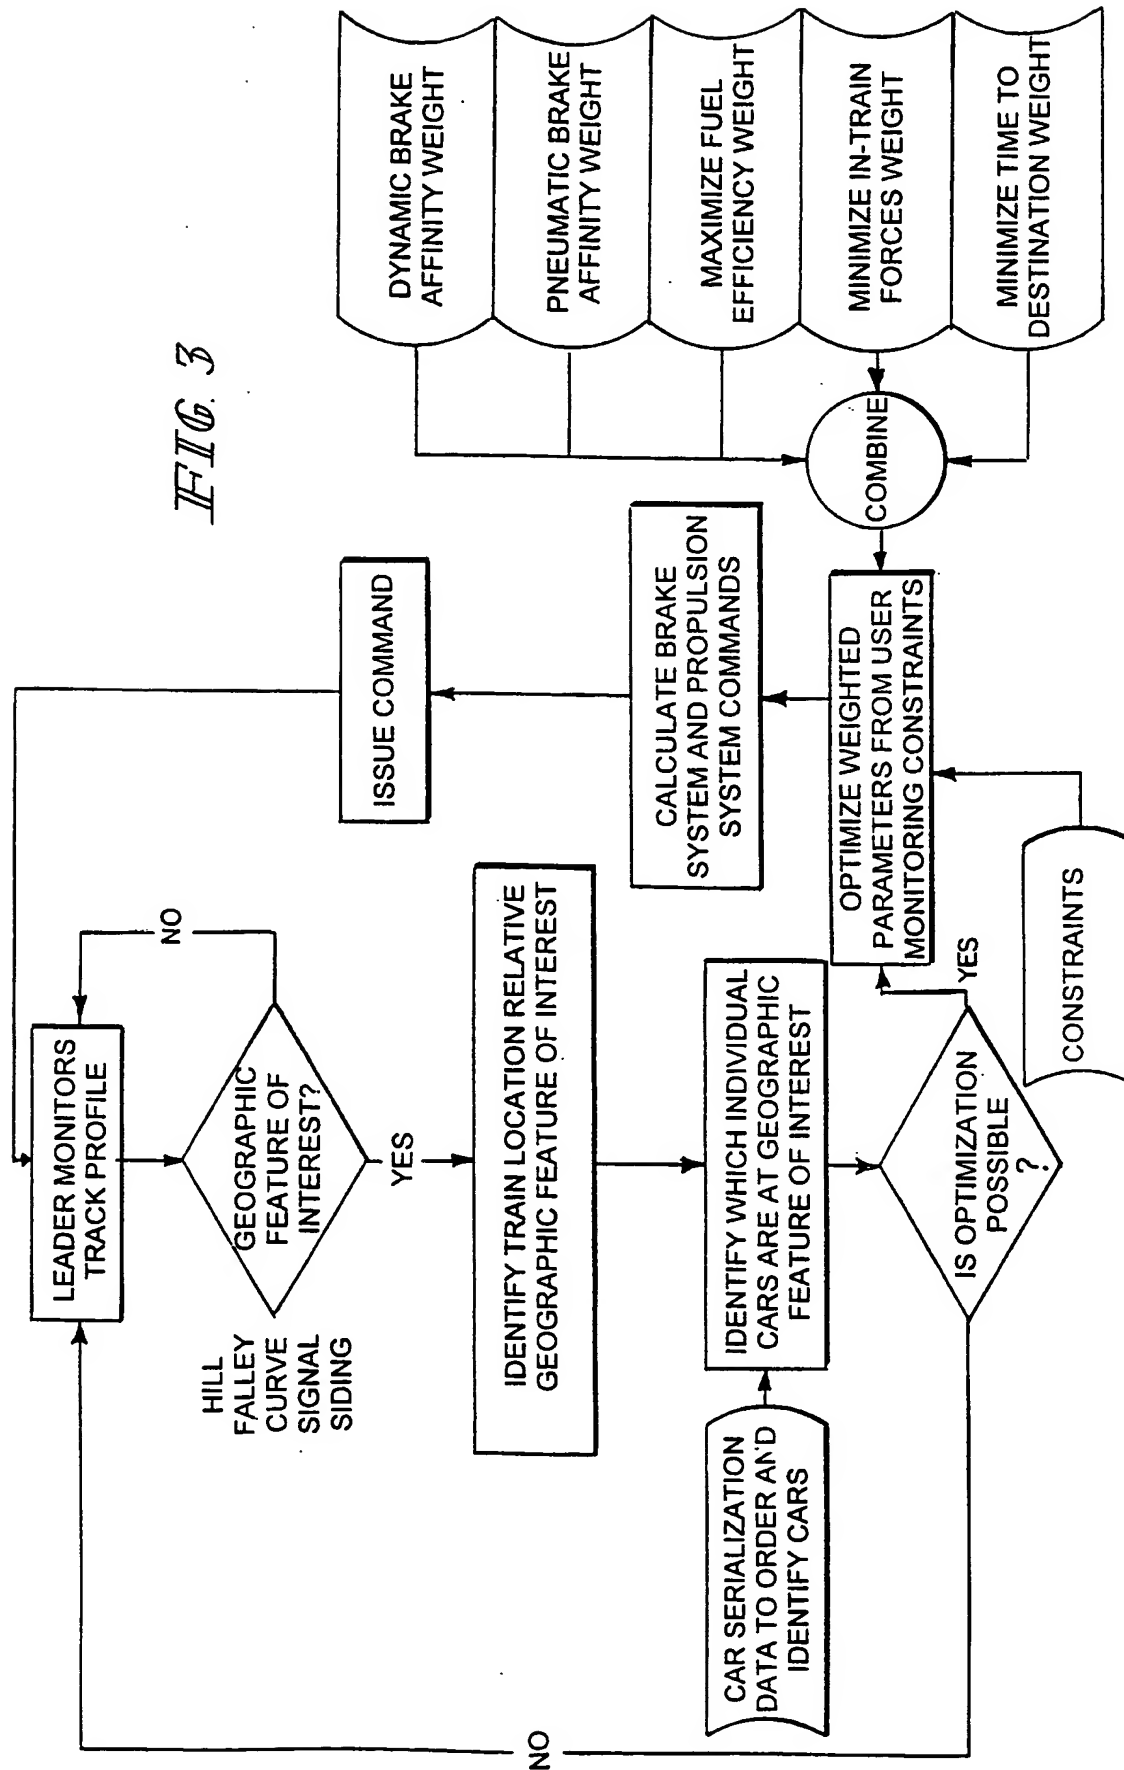 FIG. 3
LEADER MONITORS
TRACK PROFILE
NO
GEOGRAPHIC
FEATURE OF
INTEREST?
HILL
FALLEY
CURVE
SIGNAL
SIDING
YES
IDENTIFY TRAIN LOCATION RELATIVE
GEOGRAPHIC FEATURE OF INTEREST
CAR SERIALIZATION
DATA TO ORDER AND
IDENTIFY CARS
IDENTIFY WHICH INDIVIDUAL
CARS ARE AT GEOGRAPHIC
FEATURE OF INTEREST
IS OPTIMIZATION
POSSIBLE
?
NO
YES
CONSTRAINTS
OPTIMIZE WEIGHTED
PARAMETERS FROM USER
MONITORING CONSTRAINTS
CALCULATE BRAKE
SYSTEM AND PROPULSION
SYSTEM COMMANDS
ISSUE COMMAND
COMBINE
DYNAMIC BRAKE
AFFINITY WEIGHT
PNEUMATIC BRAKE
AFFINITY WEIGHT
MAXIMIZE FUEL
EFFICIENCY WEIGHT
MINIMIZE IN-TRAIN
FORCES WEIGHT
MINIMIZE TIME TO
DESTINATION WEIGHT